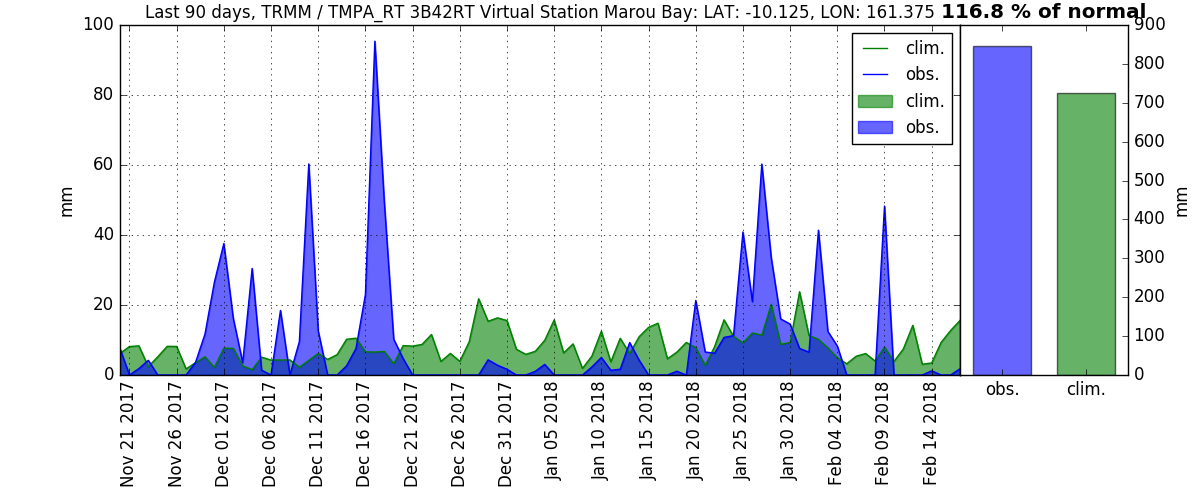 Last 90 days, TRMM / TMPA_RT 3B42RT Virtual Station Marou Bay: LAT: -10.125, LON: 161.375 116.8 % of normal
100
80
60
40
20
0
mm
clim.
obs.
clim.
obs.
900
800
700
600
500
400
300
200
100
0
mm
obs.
clim.
Nov 21 2017
Nov 26 2017
Dec 01 2017
Dec 06 2017
Dec 11 2017
Dec 16 2017
Dec 21 2017
Dec 26 2017
Dec 31 2017
Jan 05 2018
Jan 10 2018
Jan 15 2018
Jan 20 2018
Jan 25 2018
Jan 30 2018
Feb 04 2018
Feb 09 2018
Feb 14 2018